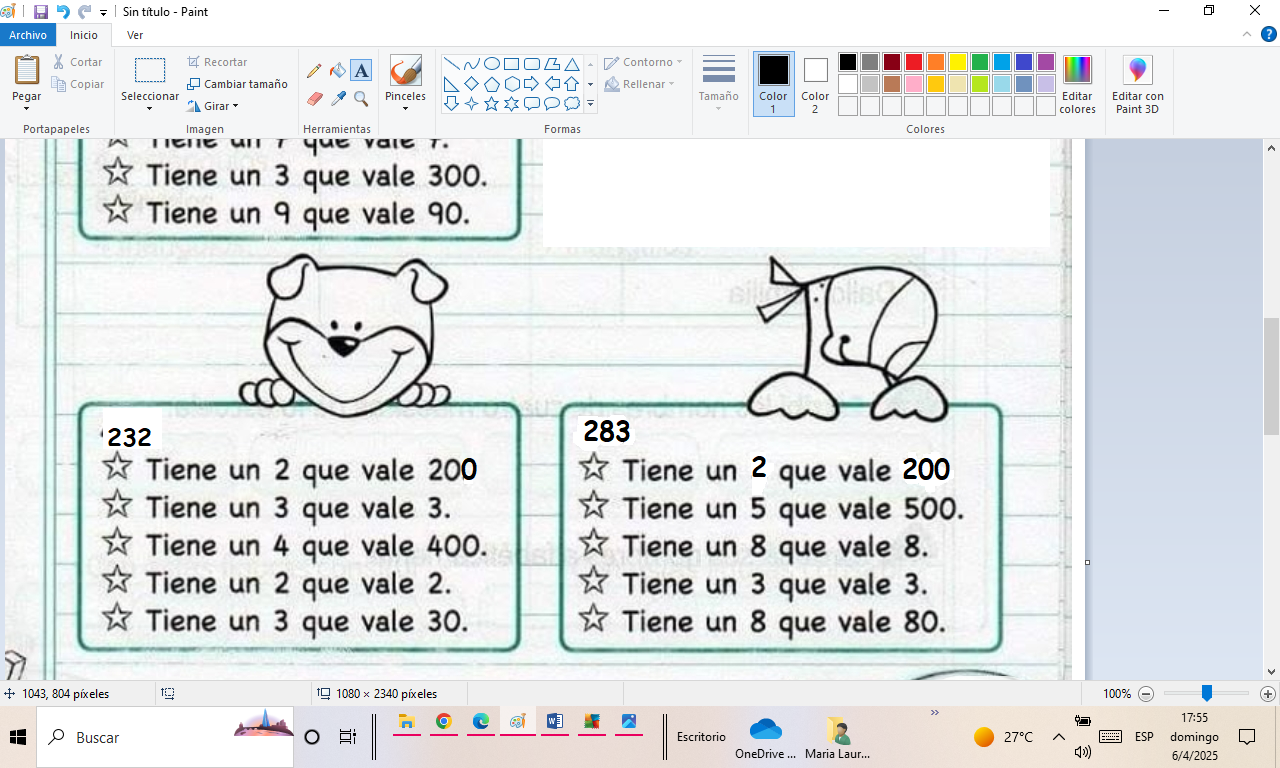 Sin título - Paint
Archivo Inicio Ver
Pegar
Cortar
Copiar
Portapapeles
Seleccionar
Recortar
Cambiar tamaño
Girar
Imagen
A
Herramientas
Pinceles
Contorno
Rellenar
Formas
Tamaño
Color 1
Color 2
Editar colores
Colores
Editar con Paint 3D
Tiene un 7 que vale 7.
Tiene un 3 que vale 300.
Tiene un 9 que vale 90.
232
Tiene un 2 que vale 200
Tiene un 3 que vale 3.
Tiene un 4 que vale 400.
Tiene un 2 que vale 2.
Tiene un 3 que vale 30.
283
Tiene un 2 que vale 200
Tiene un 5 que vale 500.
Tiene un 8 que vale 8.
Tiene un 3 que vale 3.
Tiene un 8 que vale 80.
1043, 804 píxeles
1080 × 2340 píxeles
100%
Buscar
Escritorio
OneDrive ...
Maria Laur...
27°C
ESP
17:55
domingo
6/4/2025